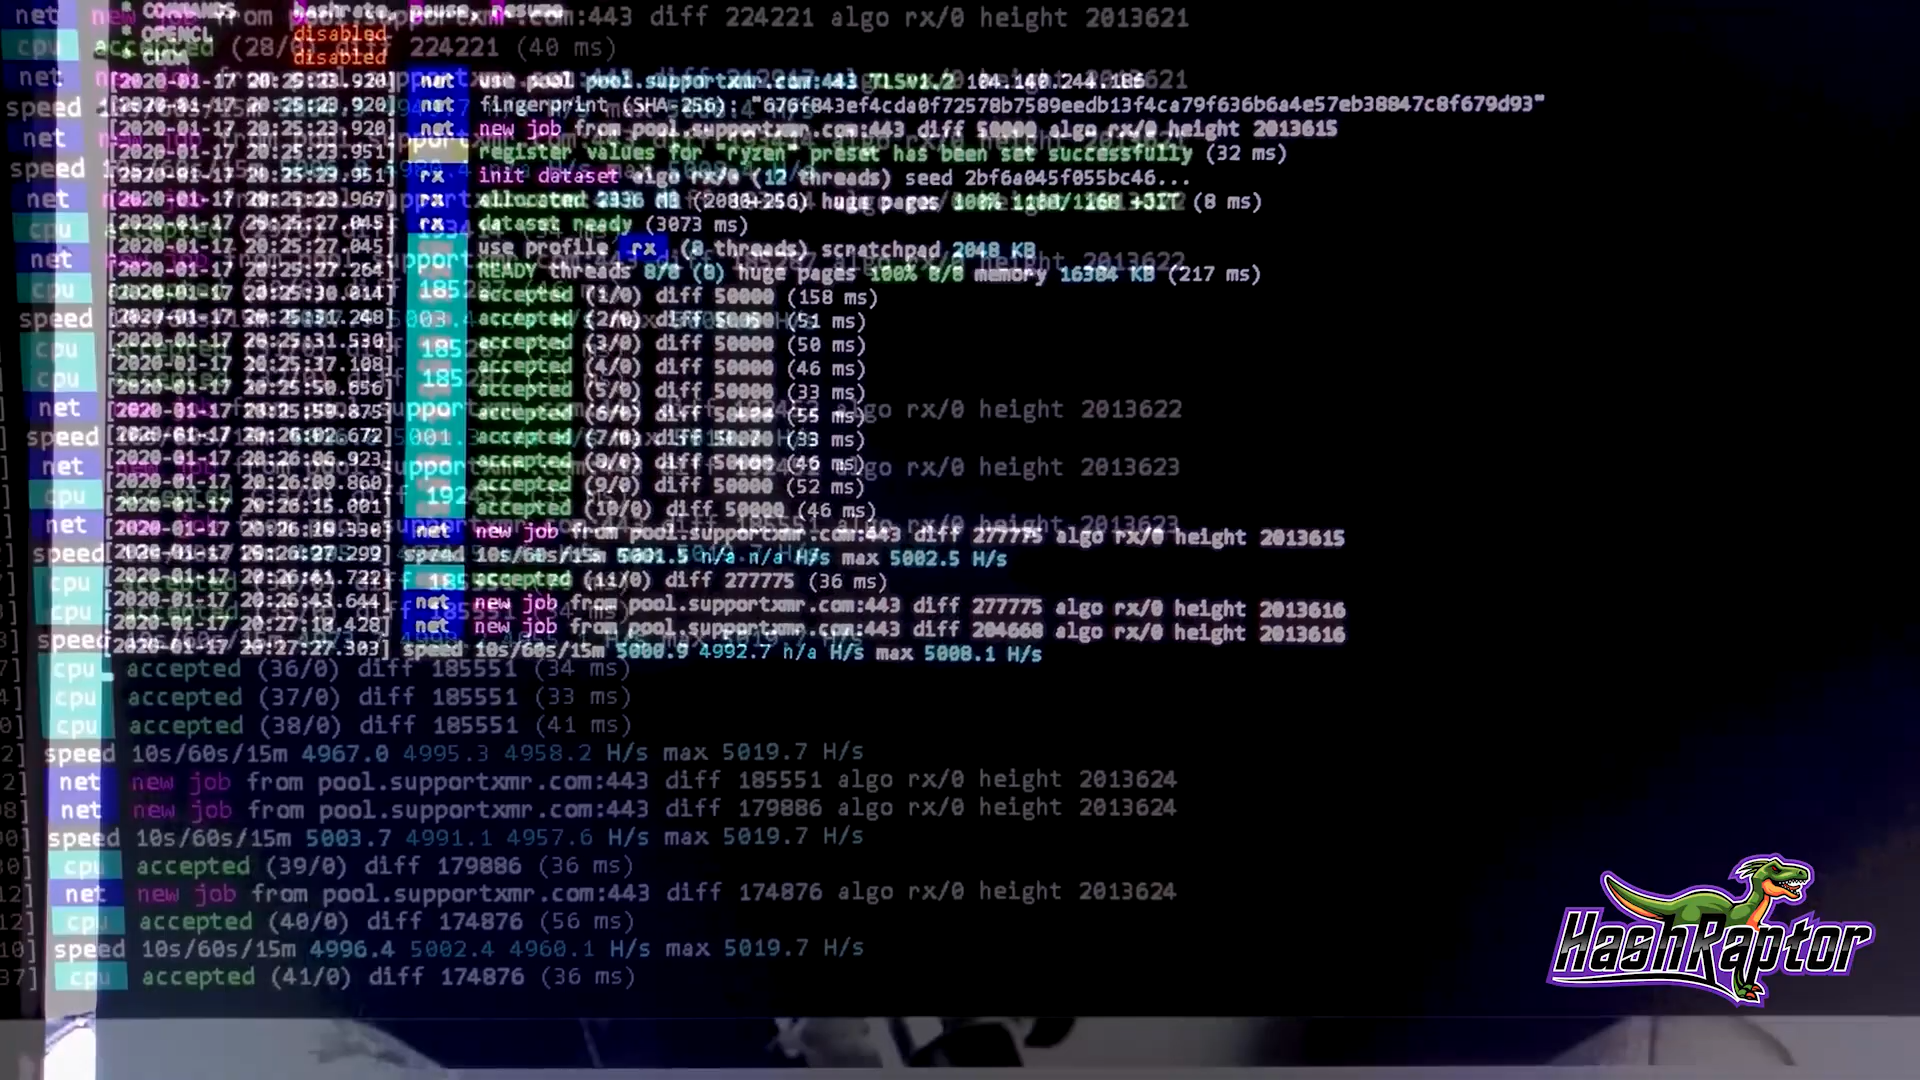 net new job from pool.supportxmr.com:443 diff 224221 algo rx/0 height 2013621
* COMMANDS hashrate, pause, resume
* OPENCL disabled
cpu accepted (28/0) diff 224221 (40 ms)
* CUDA disabled
[2020-01-17 20:25:23.920] net use pool pool.supportxmr.com:443 TLSv1.2 104.140.244.186
[2020-01-17 20:25:23.920] net fingerprint (SHA-256): "676f843ef4cda0f72578b7589eedb13f4ca79f636b6a4e57eb38847c8f679d93"
[2020-01-17 20:25:23.920] net new job from pool.supportxmr.com:443 diff 50000 algo rx/0 height 2013615
[2020-01-17 20:25:23.951] register values for "ryzen" preset has been set successfully (32 ms)
[2020-01-17 20:25:23.951] rx init dataset algo rx/0 (12 threads) seed 2bf6a045f055bc46...
[2020-01-17 20:25:23.967] rx allocated 2336 MB (2080+256) huge pages 100% 1168/1168 +JIT (8 ms)
[2020-01-17 20:25:27.045] rx dataset ready (3073 ms)
[2020-01-17 20:25:27.045] use profile rx (8 threads) scratchpad 2048 KB
[2020-01-17 20:25:27.264] READY threads 8/8 (8) huge pages 100% 8/8 memory 16384 KB (217 ms)
[2020-01-17 20:25:30.014] accepted (1/0) diff 50000 (158 ms)
[2020-01-17 20:25:31.248] accepted (2/0) diff 50000 (51 ms)
[2020-01-17 20:25:31.530] accepted (3/0) diff 50000 (50 ms)
[2020-01-17 20:25:37.108] accepted (4/0) diff 50000 (46 ms)
[2020-01-17 20:25:50.656] accepted (5/0) diff 50000 (33 ms)
[2020-01-17 20:25:59.875] accepted (6/0) diff 50000 (55 ms)
[2020-01-17 20:26:02.672] accepted (7/0) diff 50000 (33 ms)
[2020-01-17 20:26:06.923] accepted (8/0) diff 50000 (46 ms)
[2020-01-17 20:26:09.860] accepted (9/0) diff 50000 (52 ms)
[2020-01-17 20:26:15.001] accepted (10/0) diff 50000 (46 ms)
[2020-01-17 20:26:19.330] net new job from pool.supportxmr.com:443 diff 277775 algo rx/0 height 2013615
[2020-01-17 20:26:27.299] speed 10s/60s/15m 5001.5 n/a n/a H/s max 5002.5 H/s
[2020-01-17 20:26:41.722] accepted (11/0) diff 277775 (36 ms)
[2020-01-17 20:26:43.644] net new job from pool.supportxmr.com:443 diff 277775 algo rx/0 height 2013616
[2020-01-17 20:27:18.428] net new job from pool.supportxmr.com:443 diff 204660 algo rx/0 height 2013616
[2020-01-17 20:27:27.303] speed 10s/60s/15m 5000.9 4992.7 n/a H/s max 5008.1 H/s
cpu accepted (36/0) diff 185551 (34 ms)
cpu accepted (37/0) diff 185551 (33 ms)
cpu accepted (38/0) diff 185551 (41 ms)
speed 10s/60s/15m 4967.0 4995.3 4958.2 H/s max 5019.7 H/s
net new job from pool.supportxmr.com:443 diff 185551 algo rx/0 height 2013624
net new job from pool.supportxmr.com:443 diff 179886 algo rx/0 height 2013624
speed 10s/60s/15m 5003.7 4991.1 4957.6 H/s max 5019.7 H/s
cpu accepted (39/0) diff 179886 (36 ms)
net new job from pool.supportxmr.com:443 diff 174876 algo rx/0 height 2013624
cpu accepted (40/0) diff 174876 (56 ms)
speed 10s/60s/15m 4996.4 5002.4 4960.1 H/s max 5019.7 H/s
cpu accepted (41/0) diff 174876 (36 ms)
HashRaptor